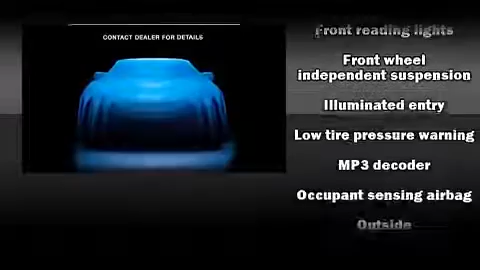 CONTACT DEALER FOR DETAILS
Front reading lights
Front wheel
independent suspension
Illuminated entry
Low tire pressure warning
MP3 decoder
Occupant sensing airbag
Outside